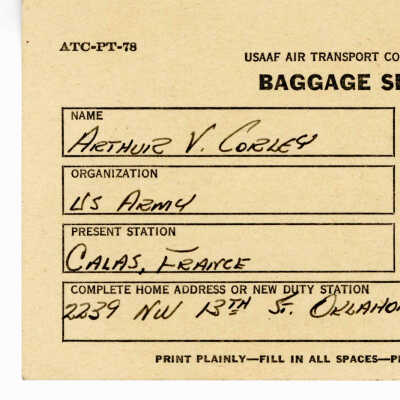 ATC-PT-78
USAAF AIR TRANSPORT CO
BAGGAGE S
NAME
ARTHUR V. CORLEY
ORGANIZATION
US ARMY
PRESENT STATION
CALAS, FRANCE
COMPLETE HOME ADDRESS OR NEW DUTY STATION
2239 NW 13TH St. OKLAHO
PRINT PLAINLY—FILL IN ALL SPACES—P